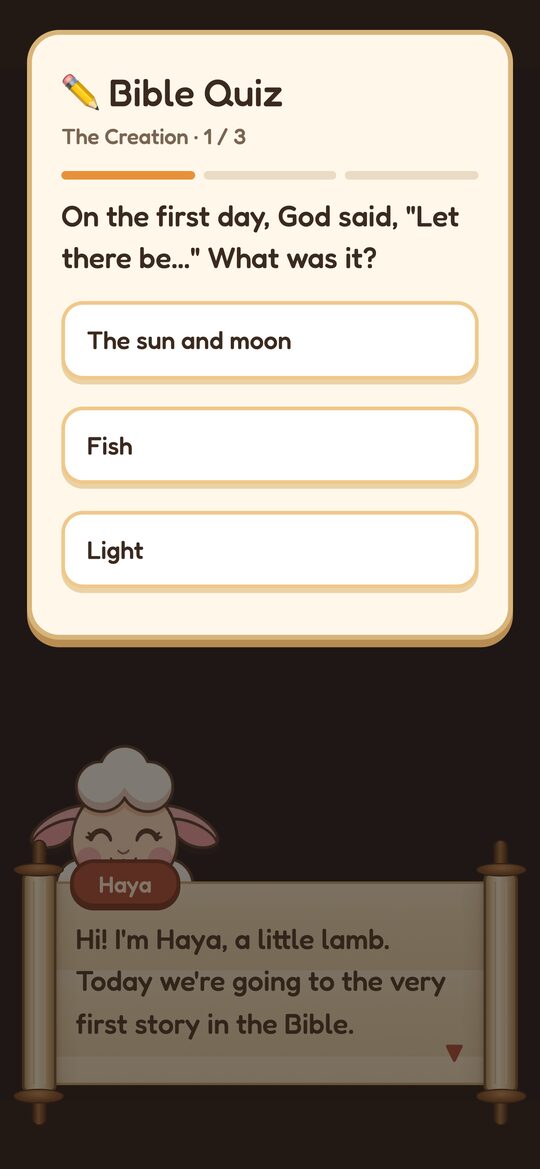 Bible Quiz
The Creation · 1 / 3
On the first day, God said, "Let
there be..." What was it?
The sun and moon
Fish
Light
Haya
Hi! I'm Haya, a little lamb.
Today we're going to the very
first story in the Bible.